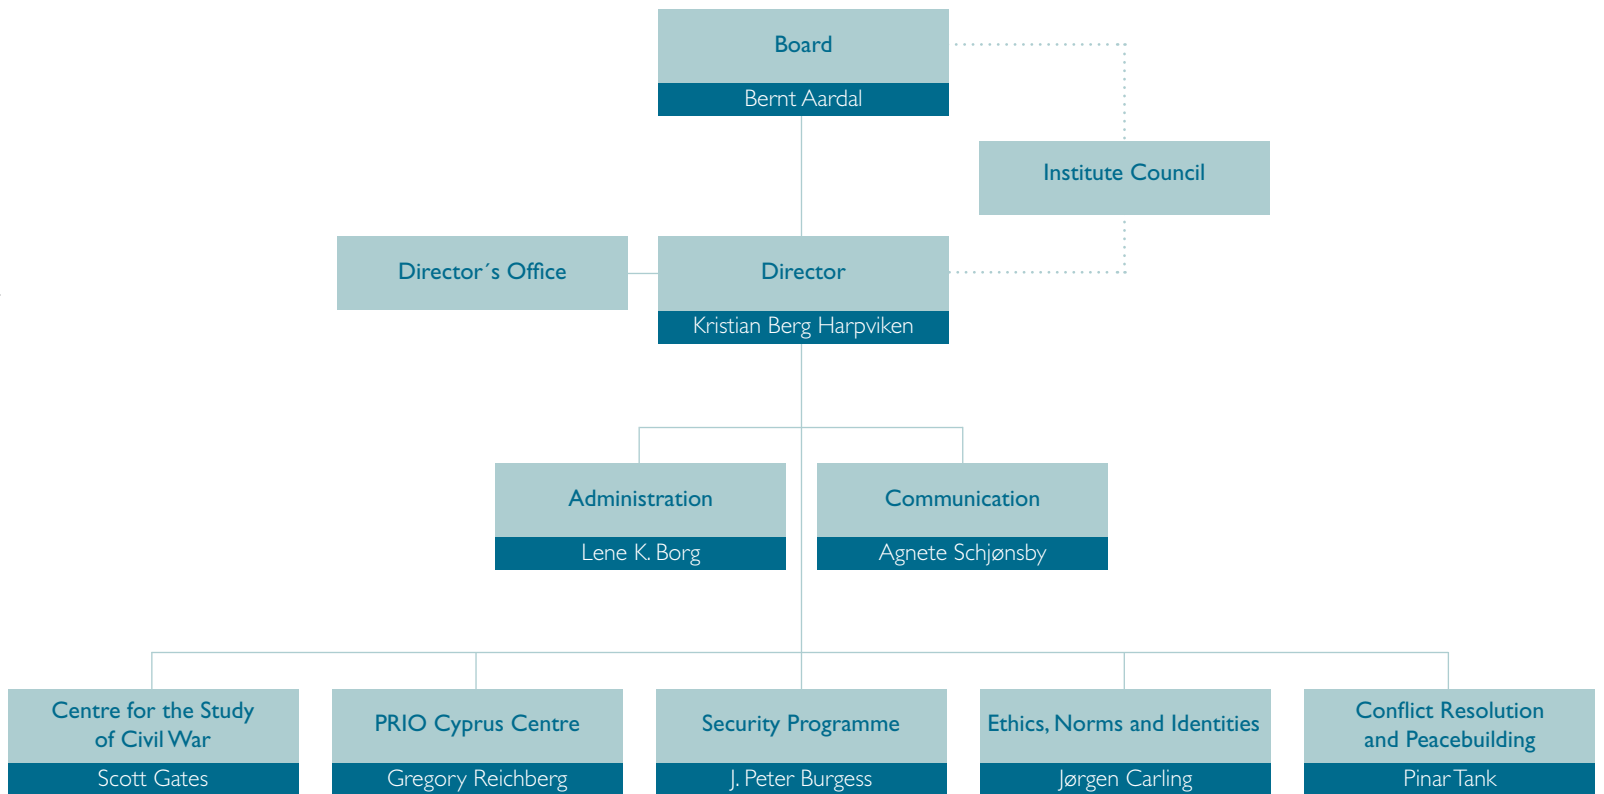 Board
Bernt Aardal
Institute Council
Director´s Office
Director
Kristian Berg Harpviken
Administration
Lene K. Borg
Communication
Agnete Schjønsby
Centre for the Study
of Civil War
Scott Gates
PRIO Cyprus Centre
Gregory Reichberg
Security Programme
J. Peter Burgess
Ethics, Norms and Identities
Jørgen Carling
Conflict Resolution
and Peacebuilding
Pinar Tank